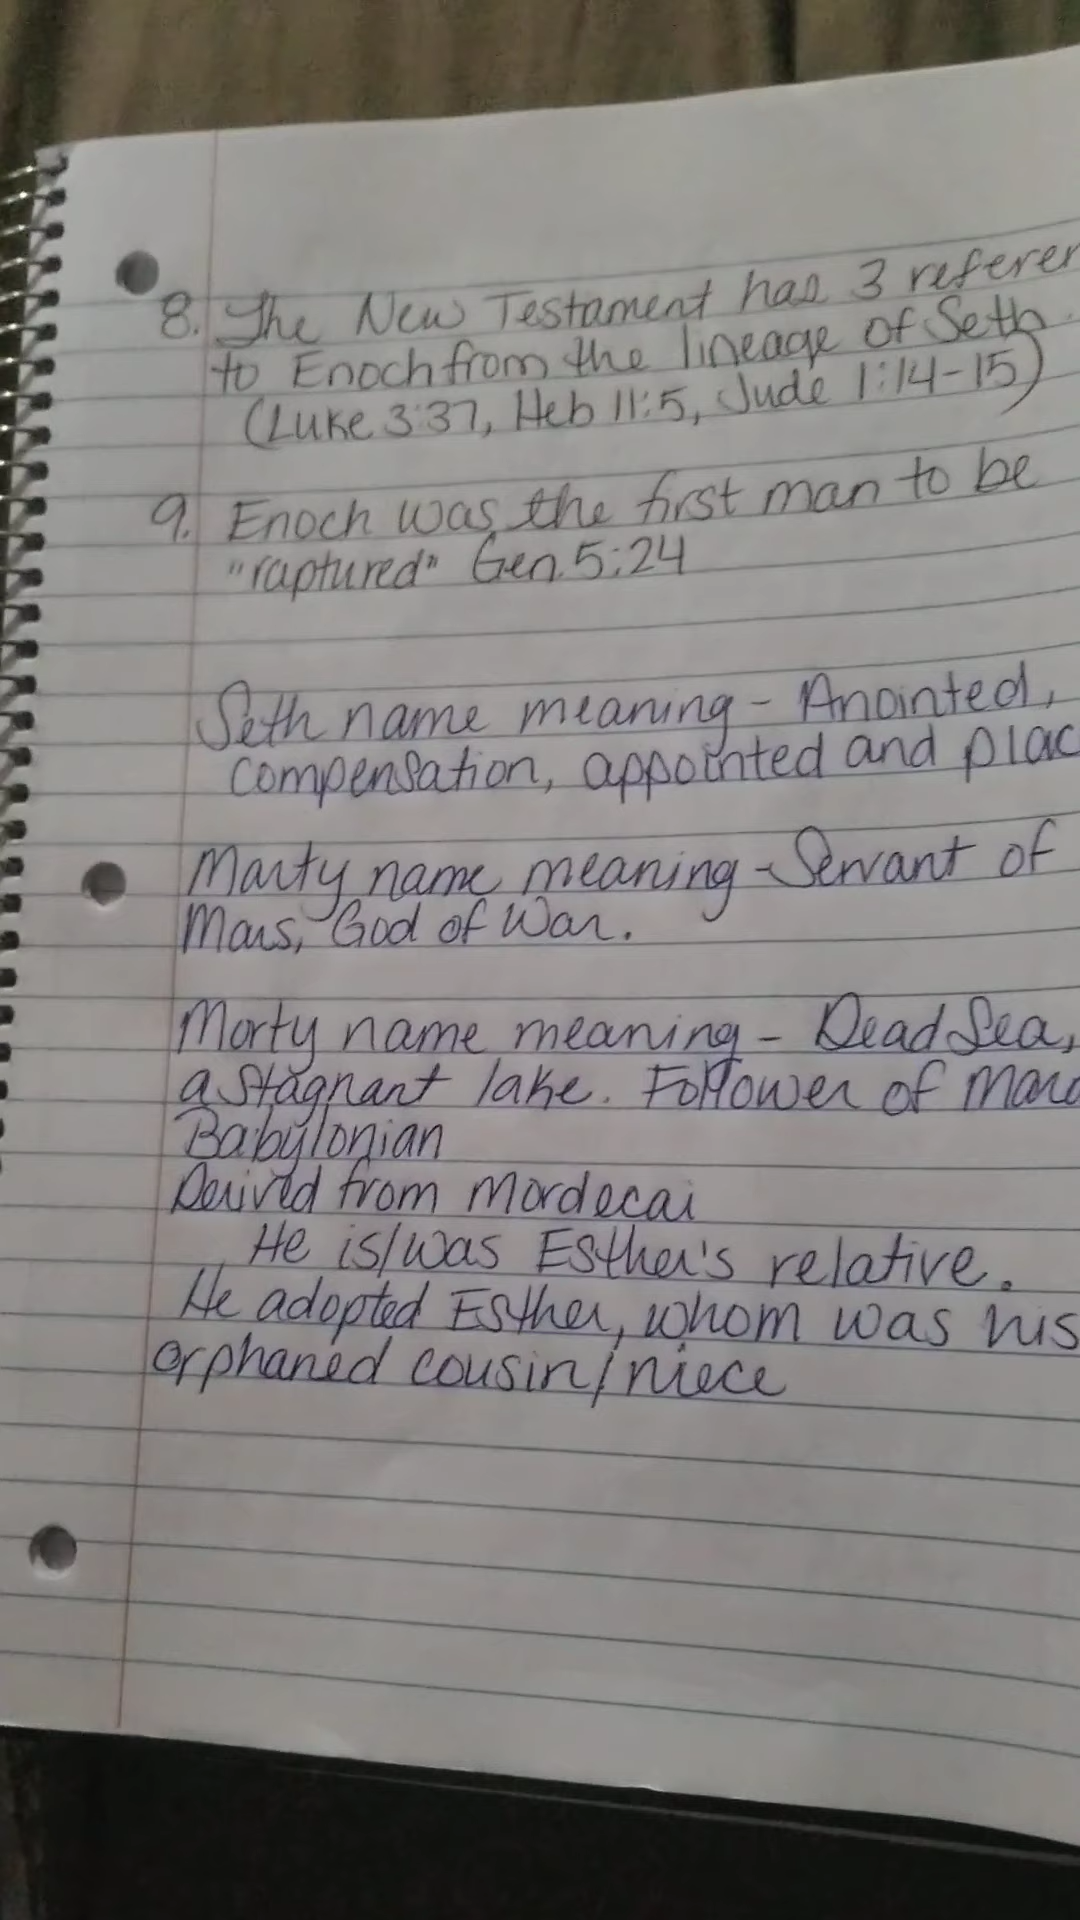 8. The New Testament has 3 referen
to Enoch from the lineage of Seth.
(Luke 3:37, Heb 11:5, Jude 1:14-15)
9. Enoch was the first man to be
"raptured" Gen. 5:24
Seth name meaning - Anointed,
compensation, appointed and plac
Marty name meaning - Servant of
Mars, God of War.
Morty name meaning - Dead Sea,
a stagnant lake. Follower of Mard
Babylonian
Derived from Mordecai
He is/was Esther's relative.
He adopted Esther, whom was his
orphaned cousin/niece